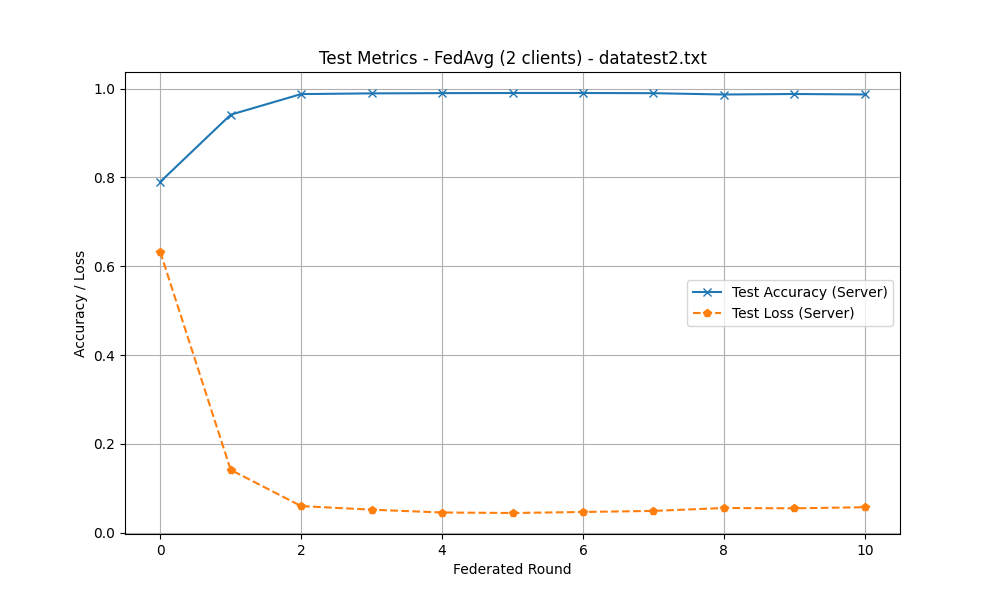 Test Metrics - FedAvg (2 clients) - datatest2.txt
1.0
0.8
0.6
0.4
0.2
0.0
Accuracy / Loss
Test Accuracy (Server)
Test Loss (Server)
0 2 4 6 8 10
Federated Round